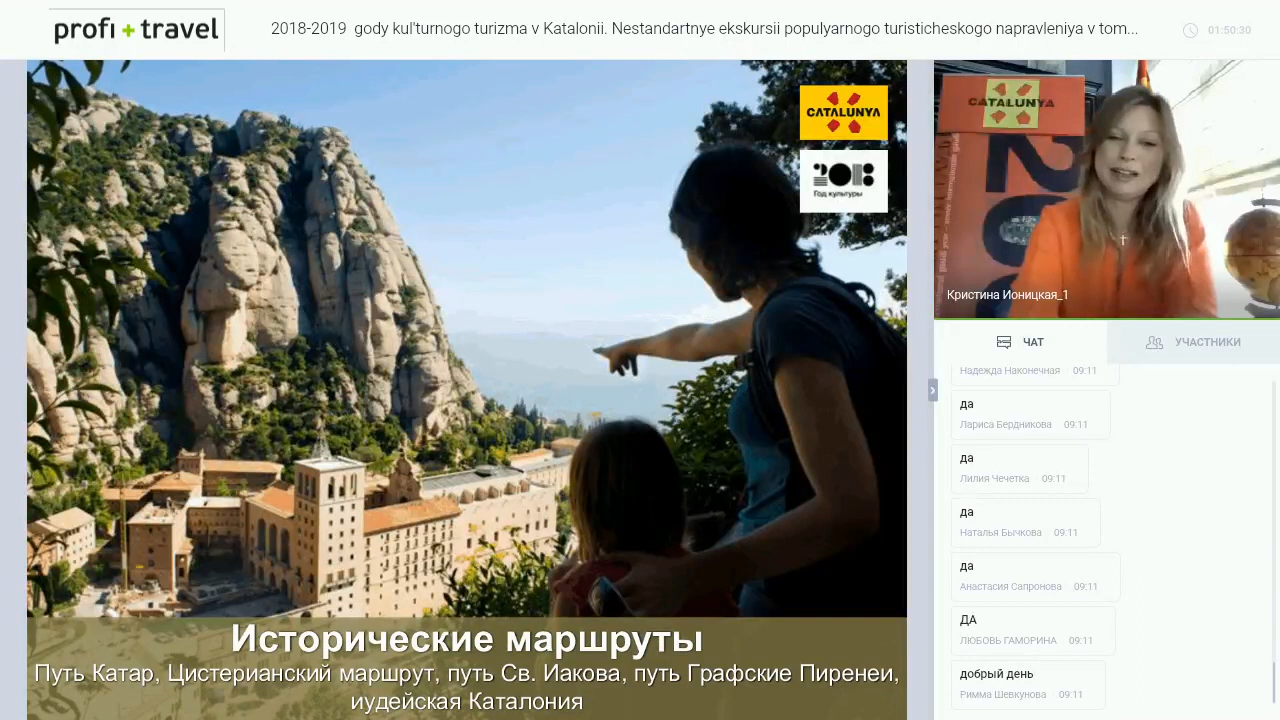 profi+travel
2018-2019 gody kul'turnogo turizma v Katalonii. Nestandartnye ekskursii populyarnogo turisticheskogo napravleniya v tom...
01:50:30
CATALUNYA
2018
Год культуры
CATALUNYA
Кристина Ионицкая_1
ЧАТ
УЧАСТНИКИ
Надежда Наконечная 09:11
да
Лариса Бердникова 09:11
да
Лилия Чечетка 09:11
да
Наталья Бычкова 09:11
да
Анастасия Сапронова 09:11
ДА
ЛЮБОВЬ ГАМОРИНА 09:11
добрый день
Римма Шевкунова 09:11
Исторические маршруты
Путь Катар, Цистерианский маршрут, путь Св. Иакова, путь Графские Пиренеи,
иудейская Каталония